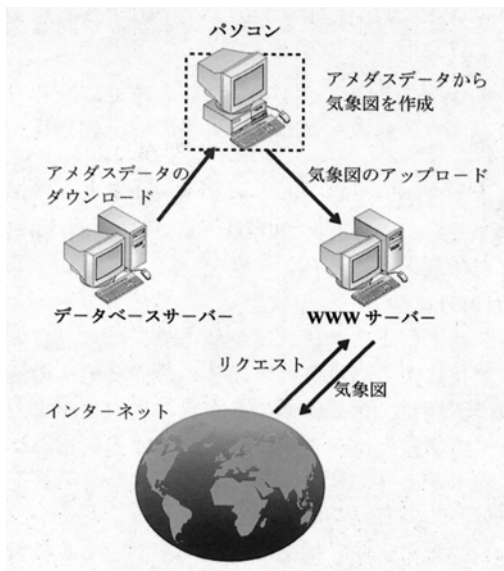 パソコン
アメダスデータから
気象図を作成
アメダスデータの
ダウンロード
気象図のアップロード
データベースサーバー
WWW サーバー
リクエスト
気象図
インターネット